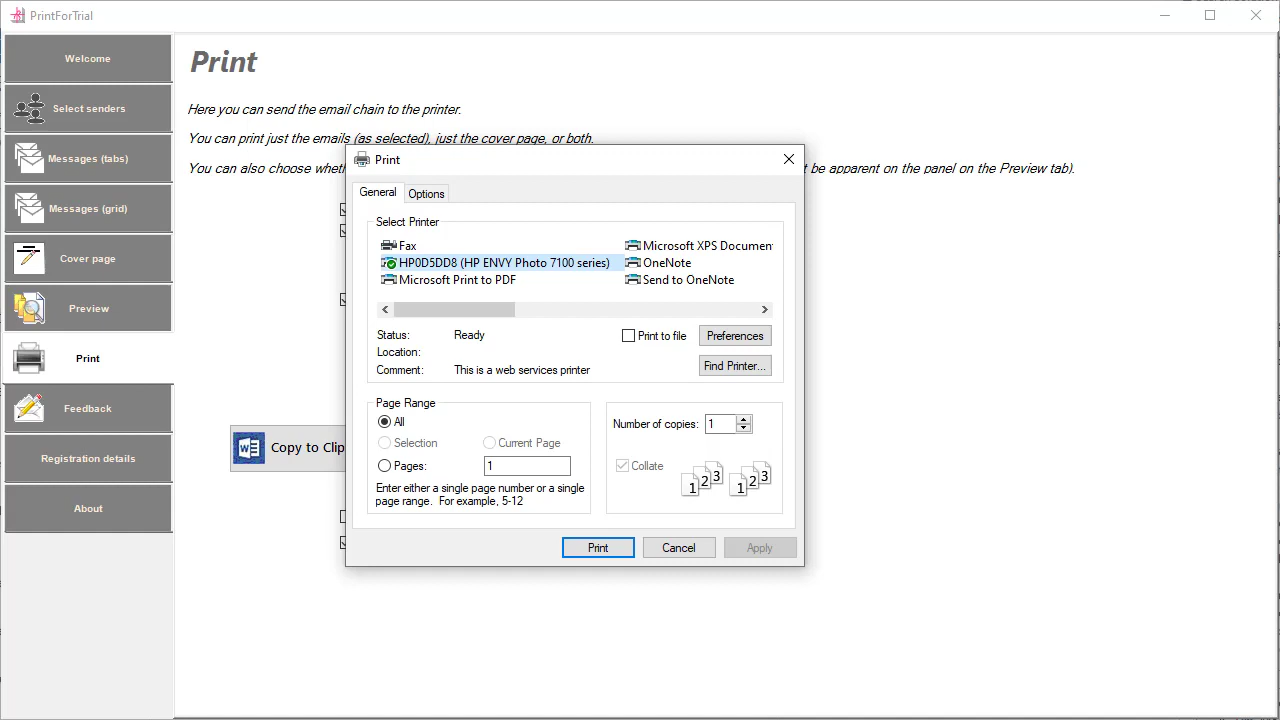 PrintForTrial
Welcome
Select senders
Messages (tabs)
Messages (grid)
Cover page
Preview
Print
Feedback
Registration details
About
Print
Here you can send the email chain to the printer.
You can print just the emails (as selected), just the cover page, or both.
You can also choose wheth
t be apparent on the panel on the Preview tab).
Copy to Clip
Print
General
Options
Select Printer
Fax
Microsoft XPS Documen
HP0D5DD8 (HP ENVY Photo 7100 series)
OneNote
Microsoft Print to PDF
Send to OneNote
Status: Ready
Print to file
Preferences
Location:
Comment: This is a web services printer
Find Printer...
Page Range
All
Selection
Current Page
Pages: 1
Enter either a single page number or a single
page range. For example, 5-12
Number of copies: 1
Collate
1 2 3 1 2 3
Print
Cancel
Apply